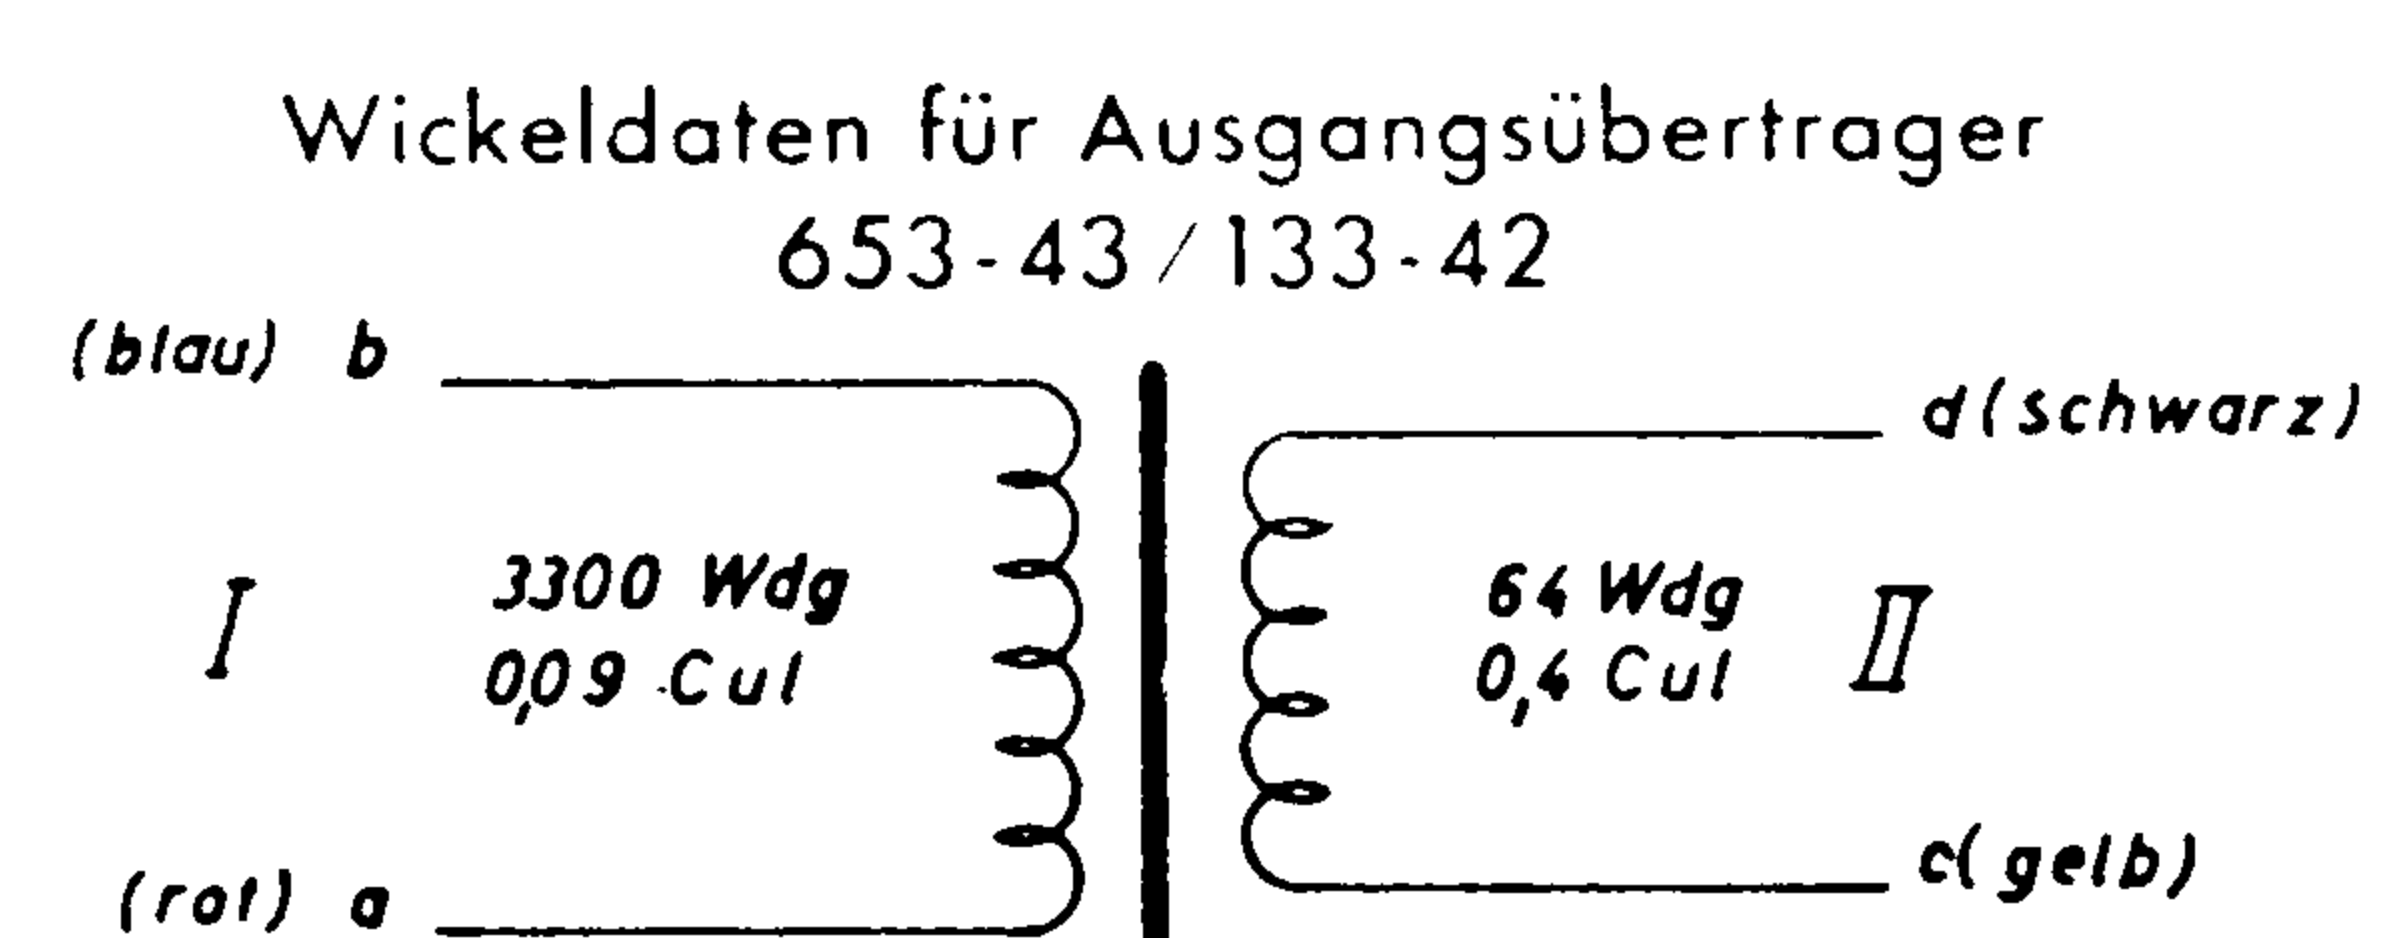 Wickeldaten für Ausgangsübertrager
653-43/133-42
(blau) b
d(schwarz)
I
3300 Wdg
0,09 Cul
64 Wdg
0,4 Cul
II
(rot) a
c(gelb)